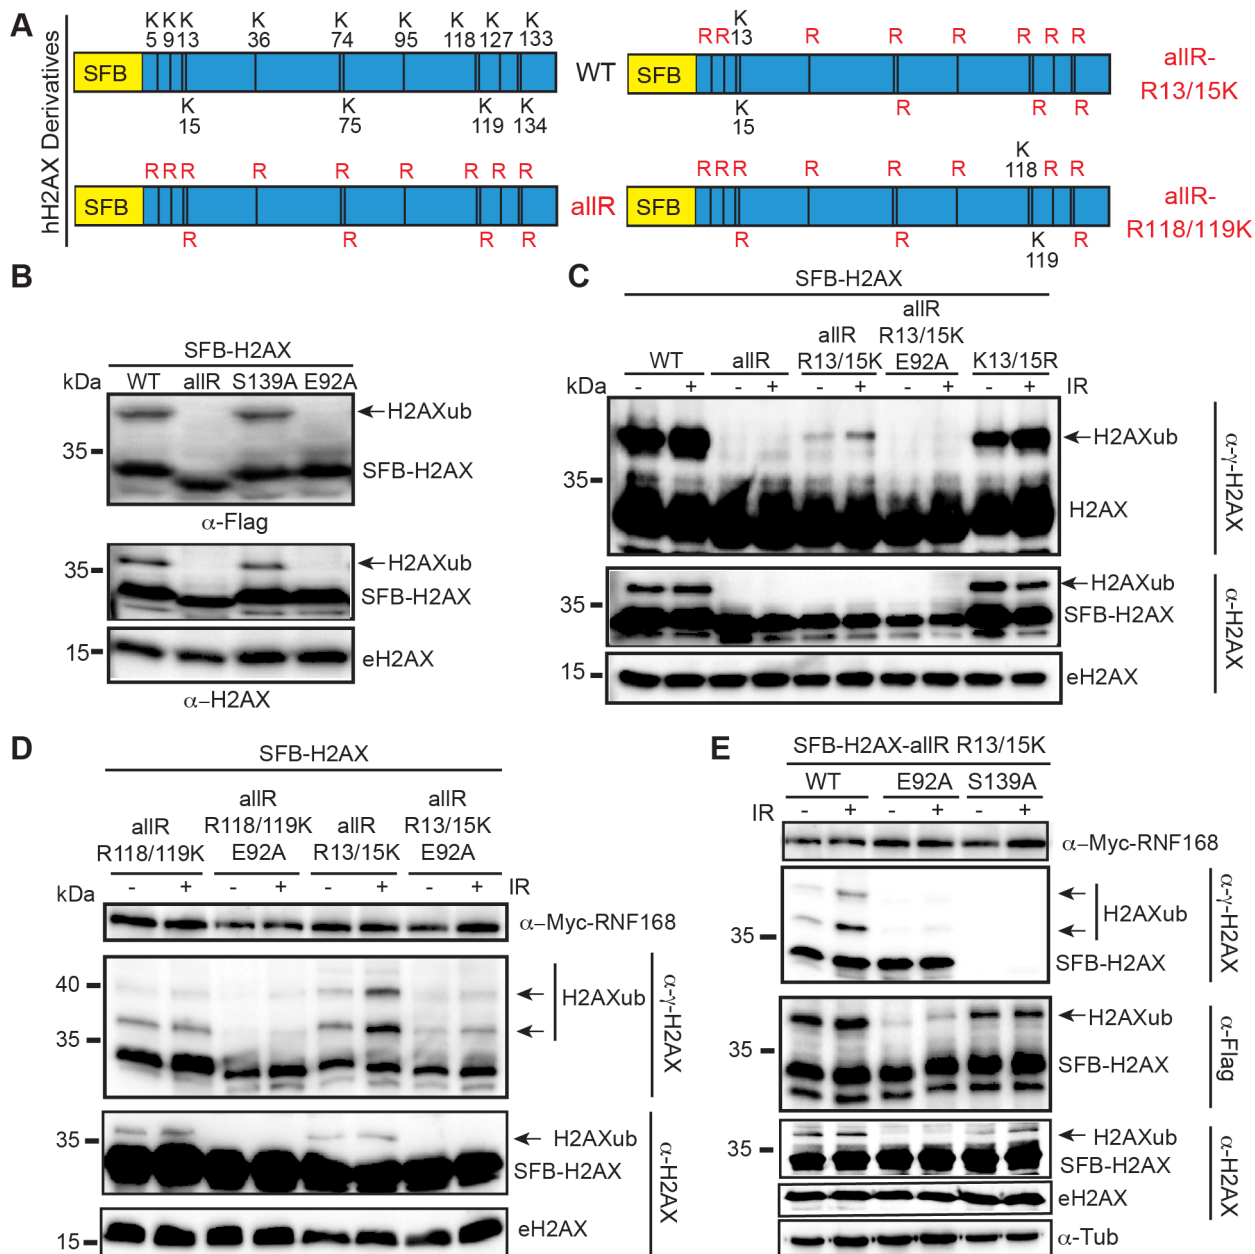 A
hH2AX Derivatives
K K K K K K K K K
5 9 13 36 74 95 118 127 133
SFB
K K K K
15 75 119 134
WT
K
R R 13 R R R R R R
SFB
K R R R
15
allR-
R13/15K
R R R R R R R R R
SFB
R R R R
allR
K
R R R R R R 118 R R
SFB
R R K R
119
allR-
R118/119K
B
SFB-H2AX
kDa WT allR S139A E92A
H2AXub
35
SFB-H2AX
α-Flag
35
H2AXub
SFB-H2AX
15
eH2AX
α–H2AX
C
SFB-H2AX
allR
allR R13/15K
WT allR R13/15K E92A K13/15R
kDa - + - + - + - + - + IR
H2AXub
35
H2AX
α-γ-H2AX
H2AXub
35
SFB-H2AX
15
eH2AX
α-H2AX
D
SFB-H2AX
allR allR
allR R118/119K allR R13/15K
R118/119K E92A R13/15K E92A
kDa - + - + - + - + IR
α–Myc-RNF168
40
H2AXub
35
α-γ-H2AX
35
H2AXub
SFB-H2AX
15
eH2AX
α-H2AX
E
SFB-H2AX-allR R13/15K
WT E92A S139A
IR - + - + - +
α–Myc-RNF168
H2AXub
35
SFB-H2AX
α-γ-H2AX
H2AXub
35
SFB-H2AX
α-Flag
H2AXub
35
SFB-H2AX
eH2AX
α-H2AX
α-Tub